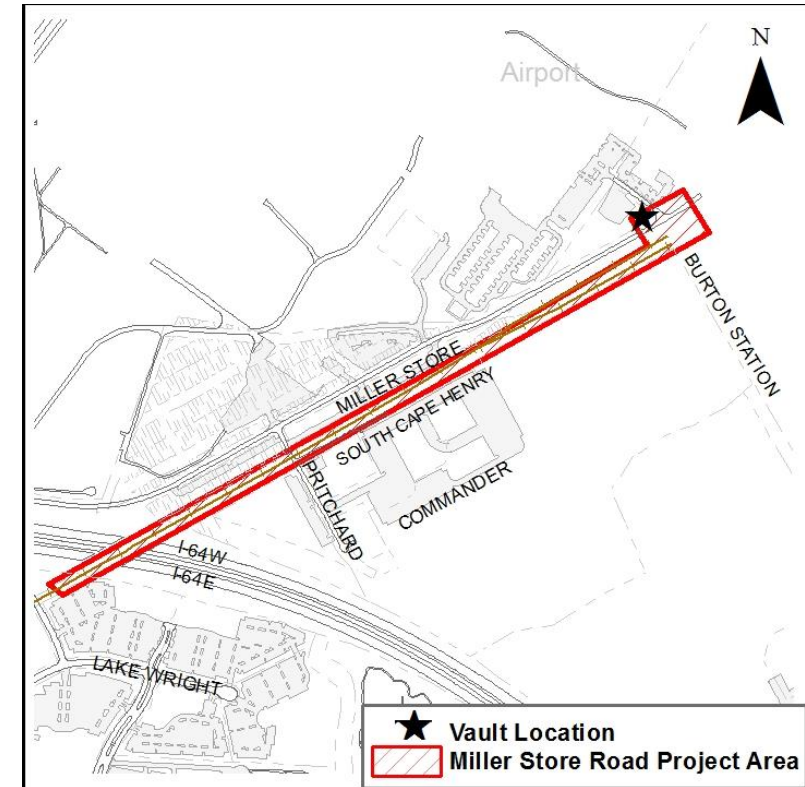 N
Airport
BURTON STATION
MILLER STORE
SOUTH CAPE HENRY
PRITCHARD
COMMANDER
I-64W
I-64E
LAKE WRIGHT
Vault Location
Miller Store Road Project Area